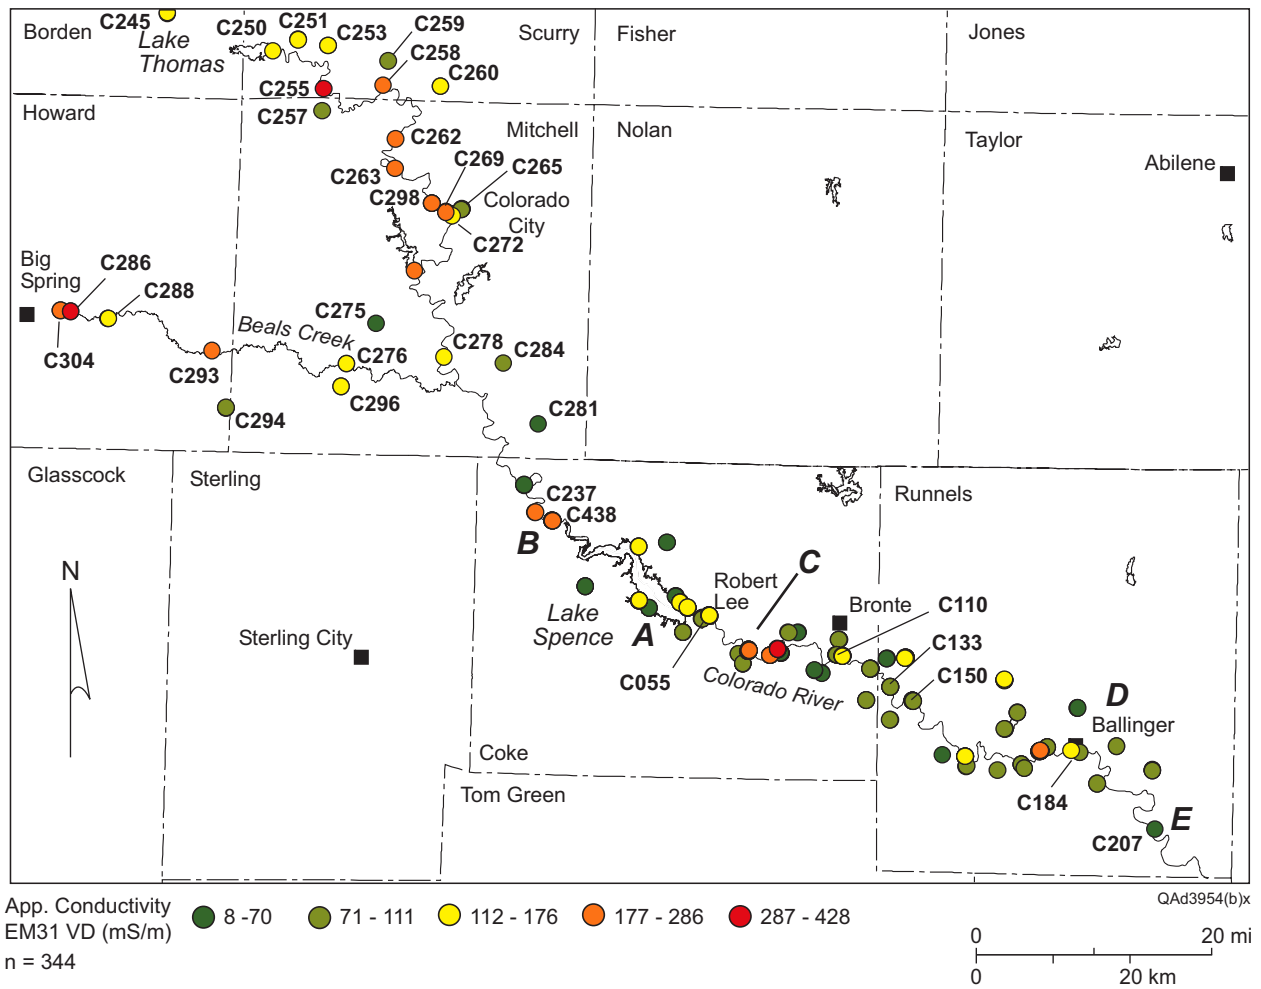 Borden
C245
Lake
Thomas
C250
C251
C253
C259
C258
C260
Scurry
Fisher
Jones
C255
C257
Howard
Mitchell
Nolan
Taylor
Abilene
C262
C263
C269
C265
C298
Colorado
City
C272
Big
Spring
C286
C288
C304
C293
C294
Beals Creek
C275
C276
C296
C278
C284
C281
Glasscock
Sterling
Runnels
C237
C438
B
N
Sterling City
Lake
Spence
A
C055
Robert
Lee
C
Bronte
C110
C133
C150
Colorado River
D
Ballinger
C184
E
C207
Coke
Tom Green
QAd3954(b)x
App. Conductivity
EM31 VD (mS/m)
n = 344
8 -70
71 - 111
112 - 176
177 - 286
287 - 428
0
20 mi
0
20 km